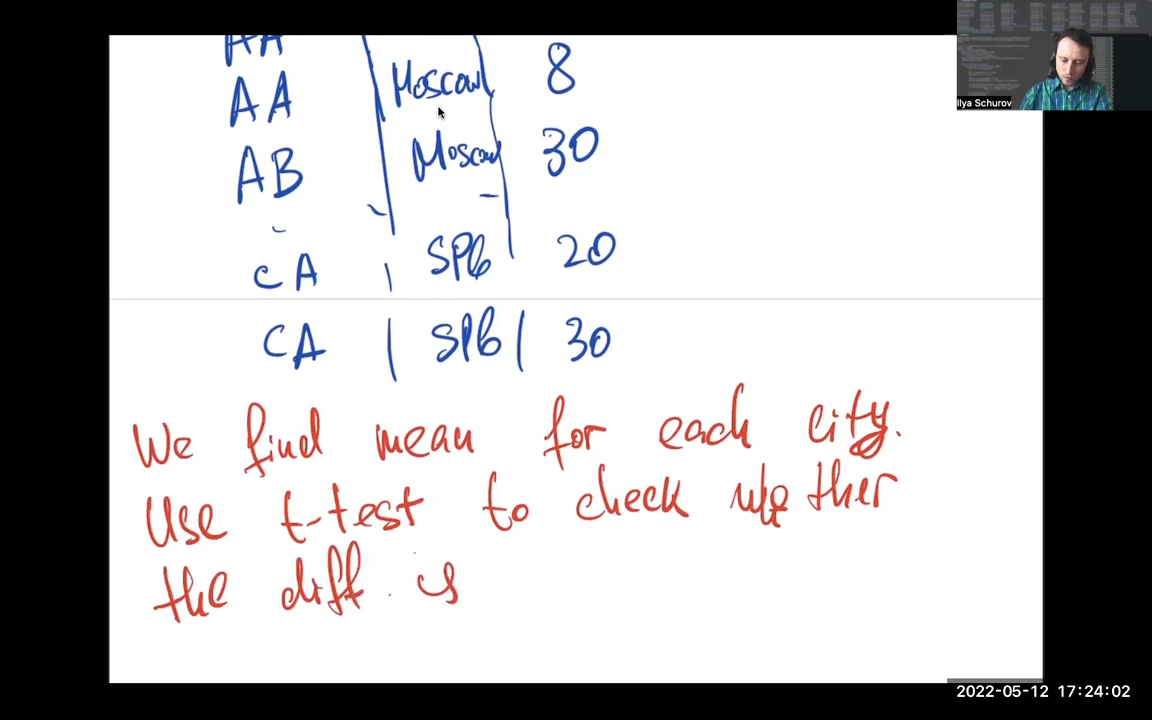 AA
AA | Moscow | 8
AB | Moscow | 30
CA | SPb | 20
CA | SPb | 30
We find mean for each city.
Use t-test to check whether
the diff. is
Ilya Schurov
2022-05-12 17:24:02